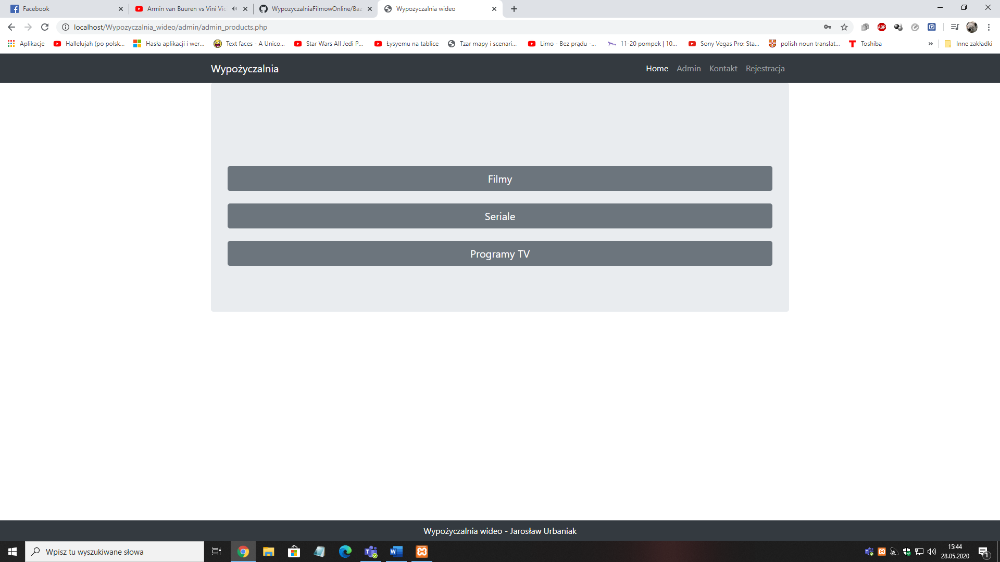 Facebook
Armin van Buuren vs Vini Vic
WypozyczalniaFilmowOnline/Baz
Wypożyczalnia wideo
localhost/Wypozyczalnia_wideo/admin/admin_products.php
ABP
Aplikacje
Hallelujah (po polsk...
Hasła aplikacji i wer...
Text faces - A Unico...
Star Wars All Jedi P...
Łysyemu na tablice
Tzar mapy i scenari...
Limo - Bez prądu -...
11-20 pompek | 10...
Sony Vegas Pro: Sta...
polish noun translat...
Toshiba
»
Inne zakładki
Wypożyczalnia
Home
Admin
Kontakt
Rejestracja
Filmy
Seriale
Programy TV
Wypożyczalnia wideo - Jarosław Urbaniak
Wpisz tu wyszukiwane słowa
15:44
28.05.2020
1